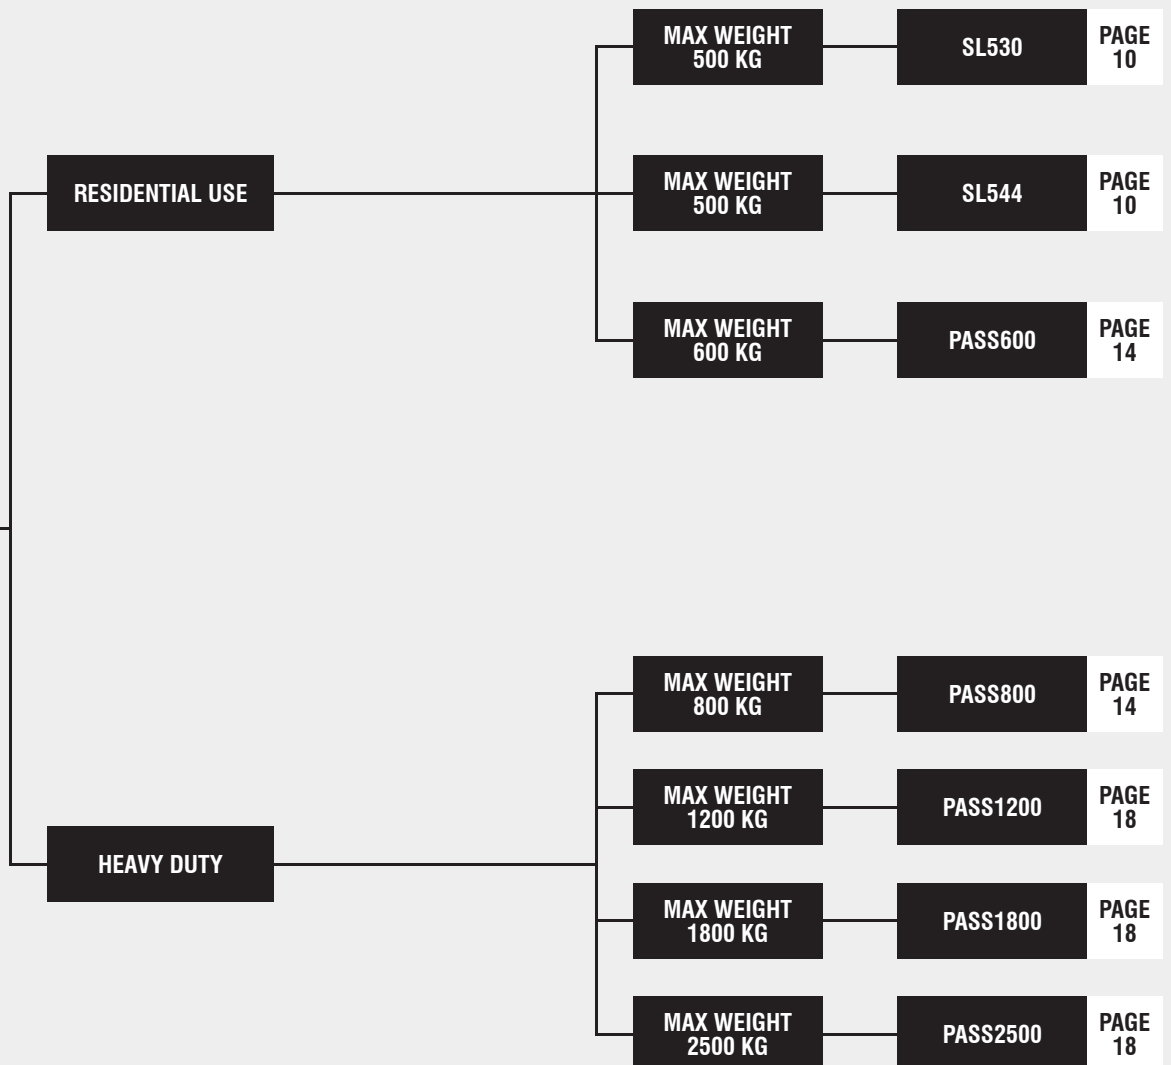 MAX WEIGHT
500 KG
SL530
PAGE
10
RESIDENTIAL USE
MAX WEIGHT
500 KG
SL544
PAGE
10
MAX WEIGHT
600 KG
PASS600
PAGE
14
MAX WEIGHT
800 KG
PASS800
PAGE
14
MAX WEIGHT
1200 KG
PASS1200
PAGE
18
HEAVY DUTY
MAX WEIGHT
1800 KG
PASS1800
PAGE
18
MAX WEIGHT
2500 KG
PASS2500
PAGE
18